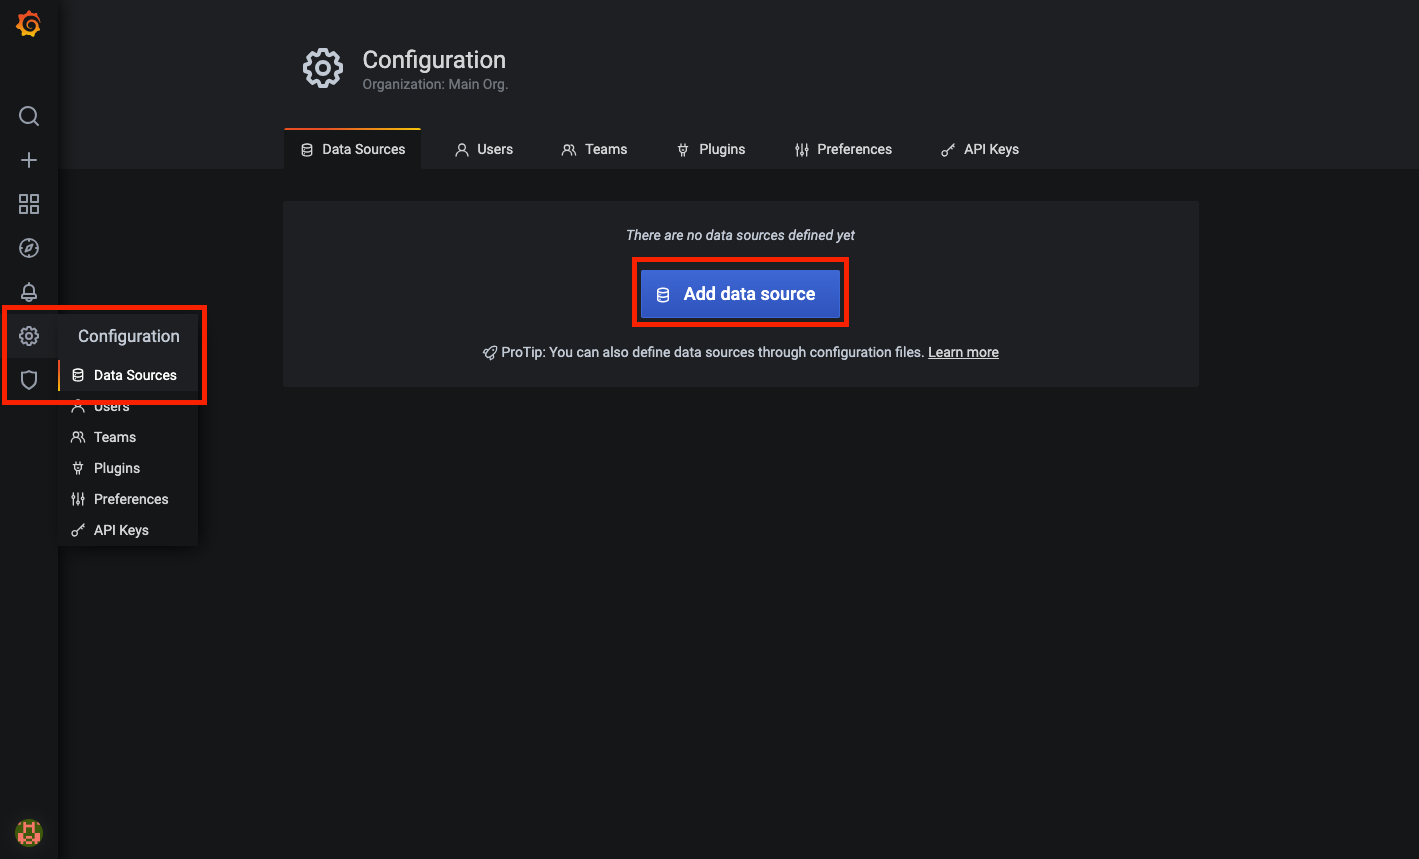 Configuration
Organization: Main Org.
Data Sources Users Teams Plugins Preferences API Keys
There are no data sources defined yet
Add data source
ProTip: You can also define data sources through configuration files. Learn more
Configuration
Data Sources
Users
Teams
Plugins
Preferences
API Keys